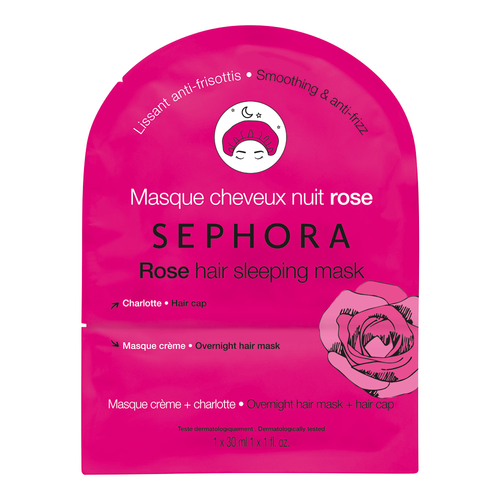 Lissant anti-frisottis • Smoothing & anti-frizz
Masque cheveux nuit rose
SEPHORA
Rose hair sleeping mask
Charlotte • Hair cap
Masque crème • Overnight hair mask
Masque crème + charlotte • Overnight hair mask + hair cap
Testé dermatologiquement . Dermatologically tested
1 x 30 ml 1 x 1 fl. oz.